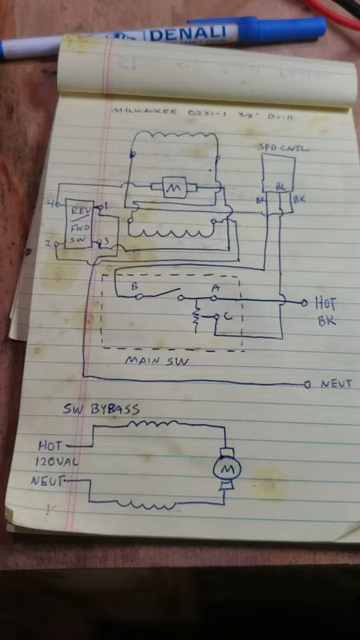 DENALI
MILWAUKEE 0231-1 3/8" Drill
SPD CNTL
M
BL
BK
BK
4
REV
1
FWD
2
SW
3
B
A
C
HOT
BK
MAIN SW
NEUT
SW BYPASS
HOT
120VAC
M
NEUT